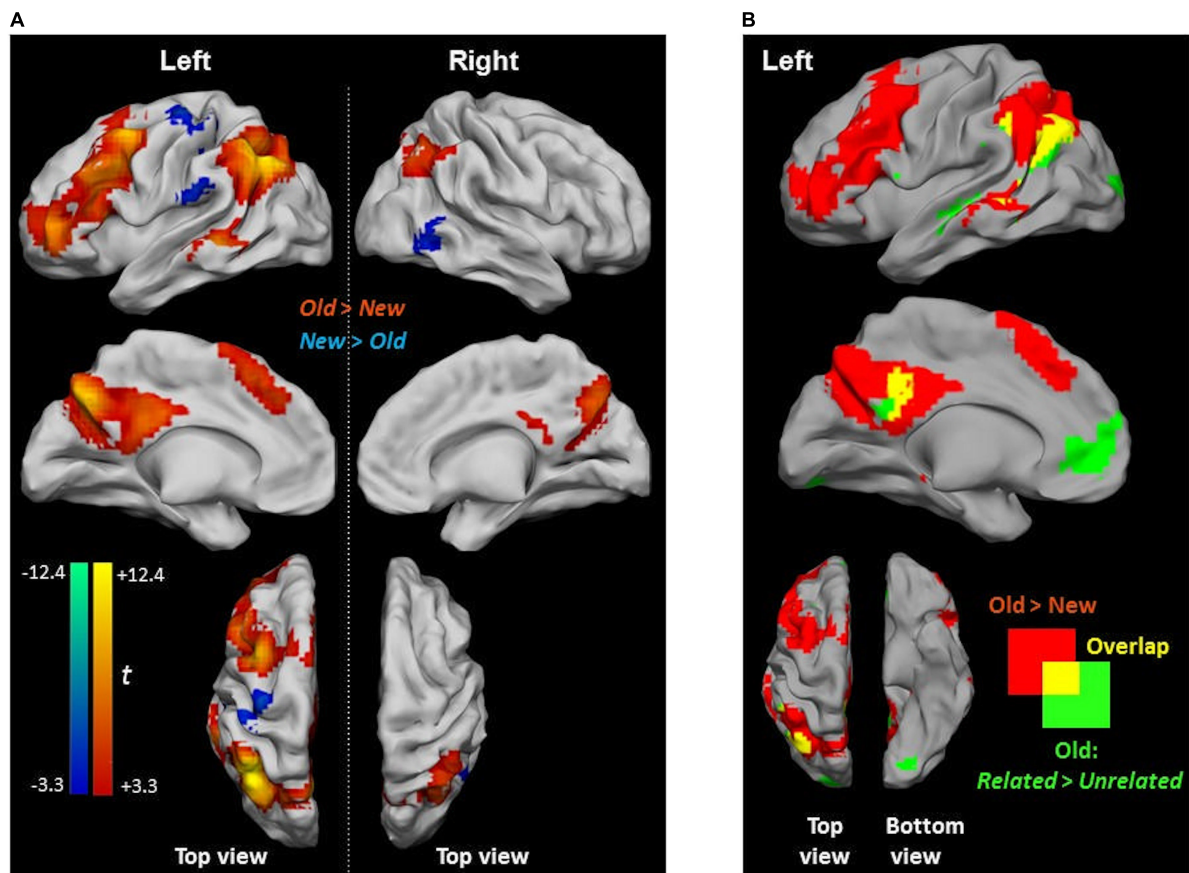 A
Left
Right
Old > New
New > Old
-12.4
+12.4
t
-3.3
+3.3
Top view
Top view
B
Left
Old > New
Overlap
Old:
Related > Unrelated
Top
view
Bottom
view